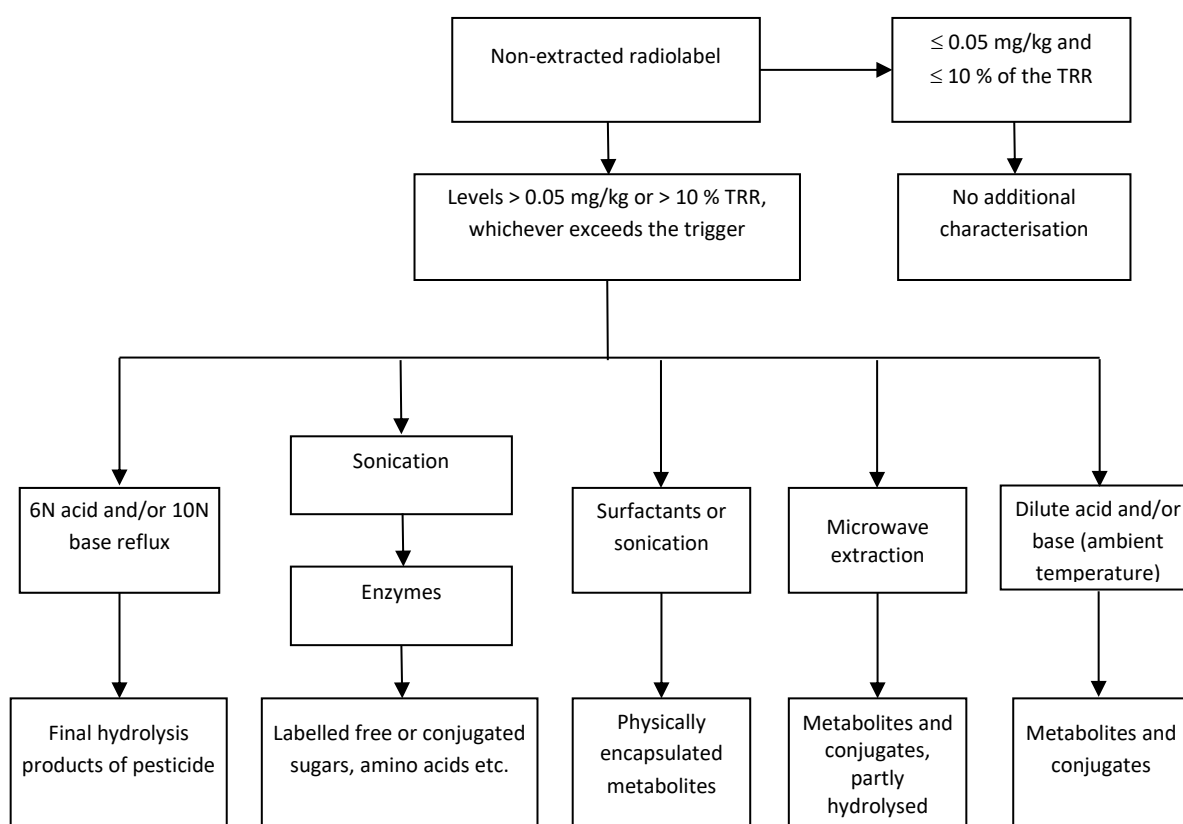 Non-extracted radiolabel
≤ 0.05 mg/kg and
≤ 10 % of the TRR
Levels > 0.05 mg/kg or > 10 % TRR,
whichever exceeds the trigger
No additional
characterisation
6N acid and/or 10N
base reflux
Sonication
Enzymes
Surfactants or
sonication
Microwave
extraction
Dilute acid and/or
base (ambient
temperature)
Final hydrolysis
products of pesticide
Labelled free or conjugated
sugars, amino acids etc.
Physically
encapsulated
metabolites
Metabolites and
conjugates,
partly
hydrolysed
Metabolites and
conjugates